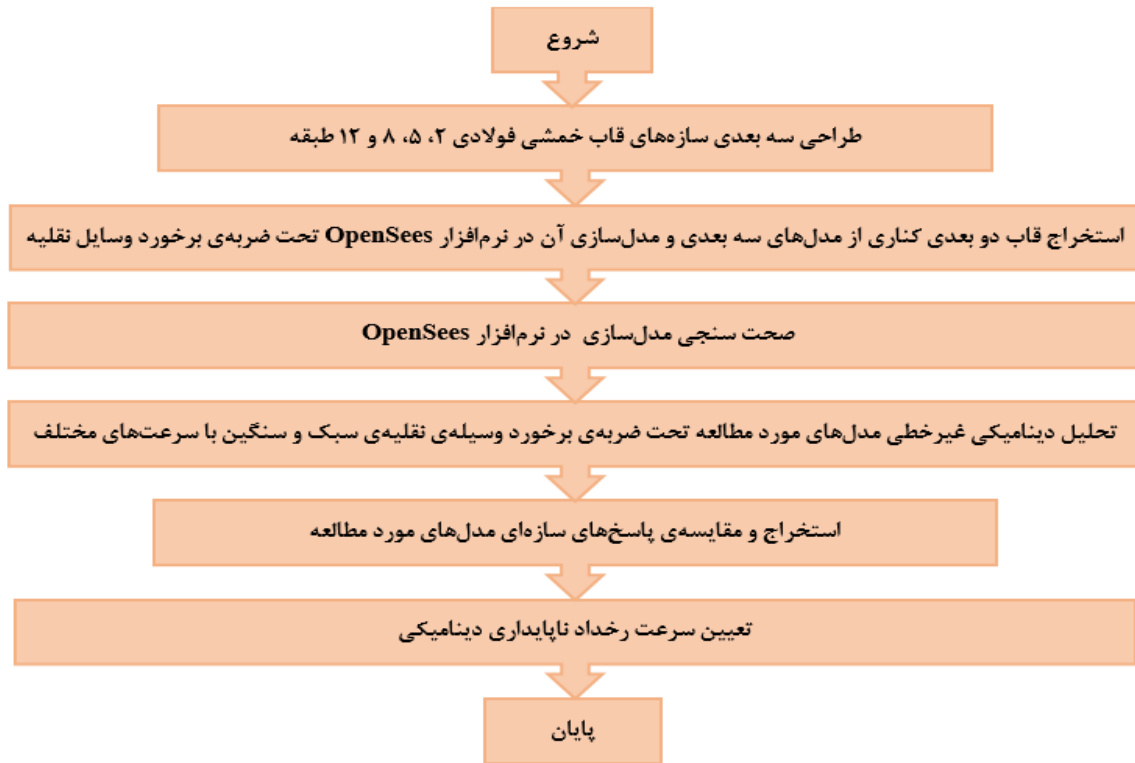 شروع
طراحی سه بعدی سازه‌های قاب خمشی فولادی ۲، ۵، ۸ و ۱۲ طبقه
استخراج قاب دو بعدی کناری از مدل‌های سه بعدی و مدل‌سازی آن در نرم‌افزار OpenSees تحت ضربه‌ی برخورد وسایل نقلیه
صحت سنجی مدل‌سازی در نرم‌افزار OpenSees
تحلیل دینامیکی غیرخطی مدل‌های مورد مطالعه تحت ضربه‌ی برخورد وسیله‌ی نقلیه‌ی سبک و سنگین با سرعت‌های مختلف
استخراج و مقایسه‌ی پاسخ‌های سازه‌ای مدل‌های مورد مطالعه
تعیین سرعت رخداد ناپایداری دینامیکی
پایان